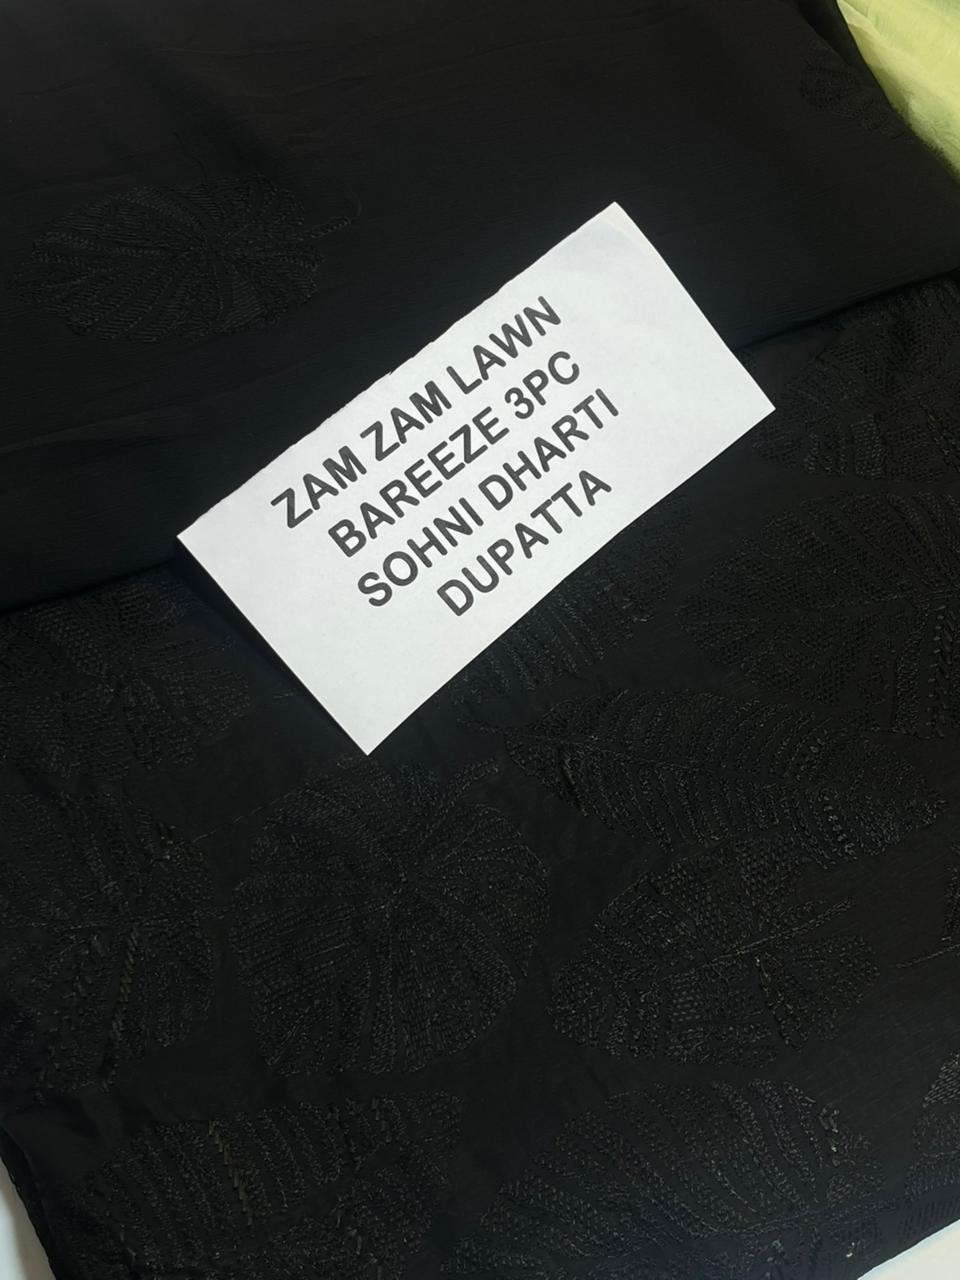 ZAM ZAM LAWN
BAREEZE 3PC
SOHNI DHARTI
DUPATTA